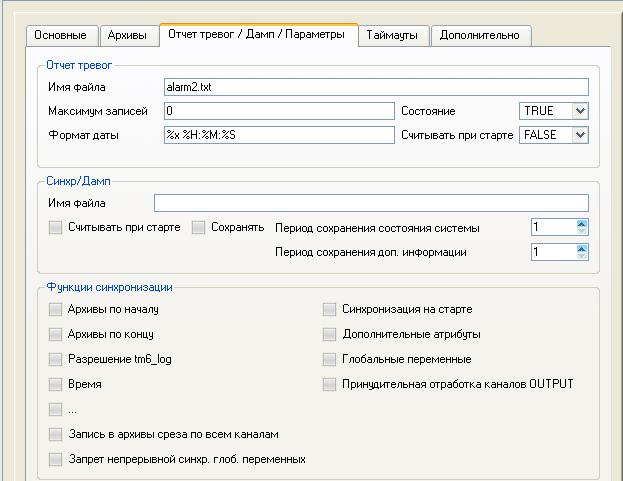 Основные Архивы Отчет тревог / Дамп / Параметры Таймауты Дополнительно
Отчет тревог
Имя файла alarm2.txt
Максимум записей 0 Состояние TRUE
Формат даты %x %H:%M:%S Считывать при старте FALSE
Синхр/Дамп
Имя файла
Считывать при старте Сохранять Период сохранения состояния системы 1
Период сохранения доп. информации 1
Функции синхронизации
Архивы по началу Синхронизация на старте
Архивы по концу Дополнительные атрибуты
Разрешение tm6_log Глобальные переменные
Время Принудительная отработка каналов OUTPUT
...
Запись в архивы среза по всем каналам
Запрет непрерывной синхр. глоб. переменных